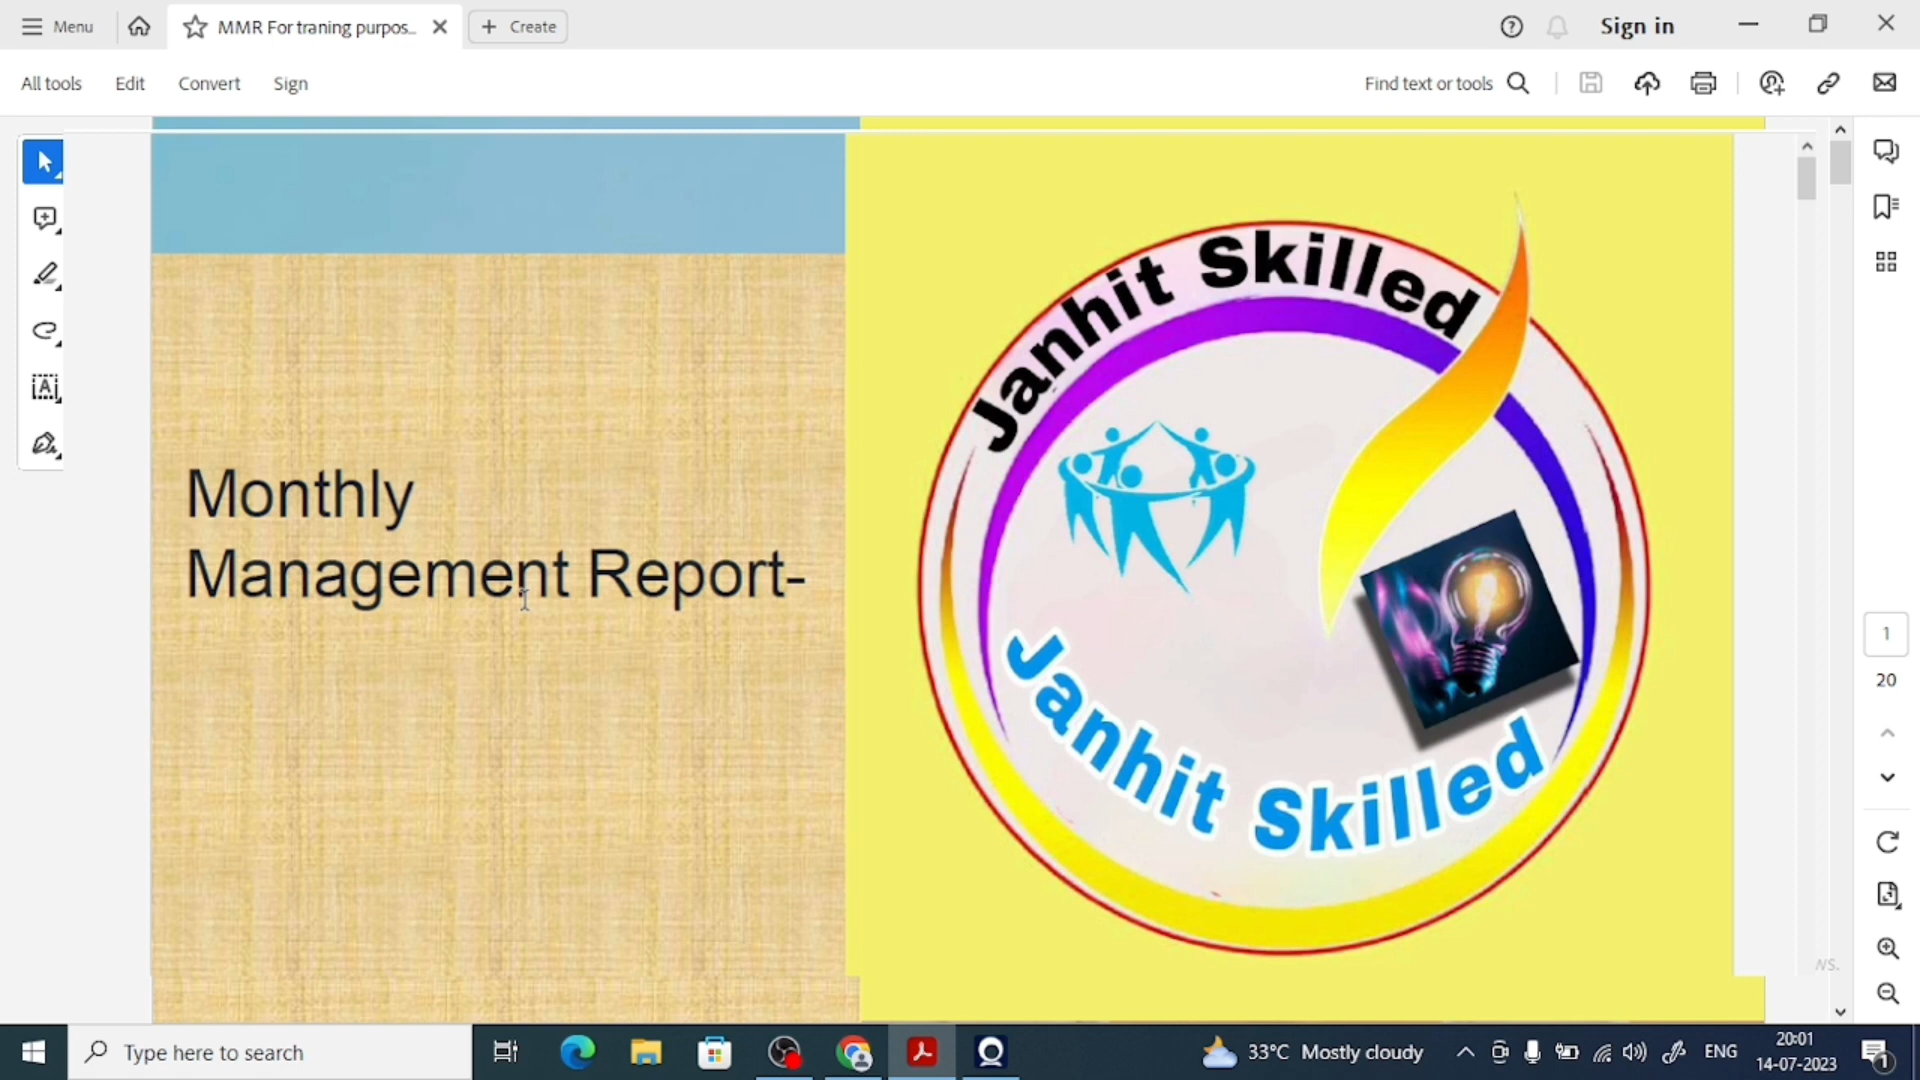 Menu
MMR For traning purpos...
Create
Sign in
All tools
Edit
Convert
Sign
Find text or tools
Janhit Skilled
Monthly
Management Report-
Janhit Skilled
1
20
WS.
Type here to search
33°C Mostly cloudy
ENG
20:01
14-07-2023
1